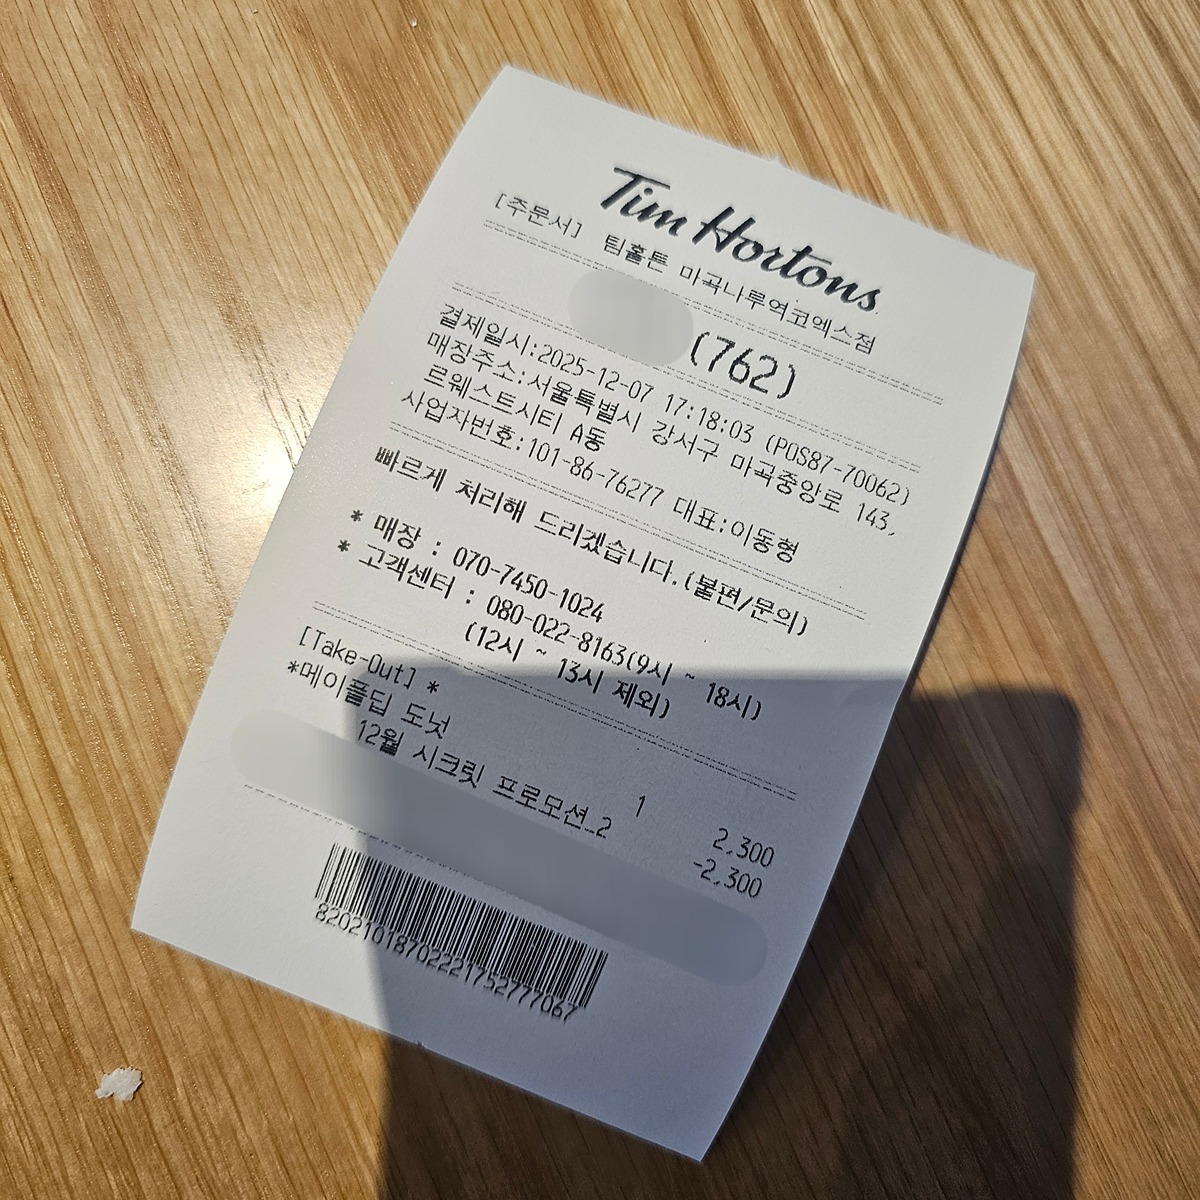 Tim Hortons
[주문서] 팀홀튼 마곡나루역코엑스점
(762)
결제일시:2025-12-07 17:18:03 (POS87-70062)
매장주소:서울특별시 강서구 마곡중앙로 143,
르웨스트시티 A동
사업자번호:101-86-76277 대표:이동형
빠르게 처리해 드리겠습니다.(불편/문의)
* 매장 : 070-7450-1024
* 고객센터 : 080-022-8163(9시 ~ 18시)
(12시 ~ 13시 제외)
[Take-Out] *
*메이플딥 도넛 1 2,300
12월 시크릿 프로모션_2 -2,300
8202101870222175277​7067